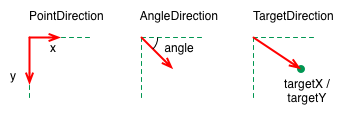 PointDirection
x
y
AngleDirection
angle
TargetDirection
targetX /
targetY